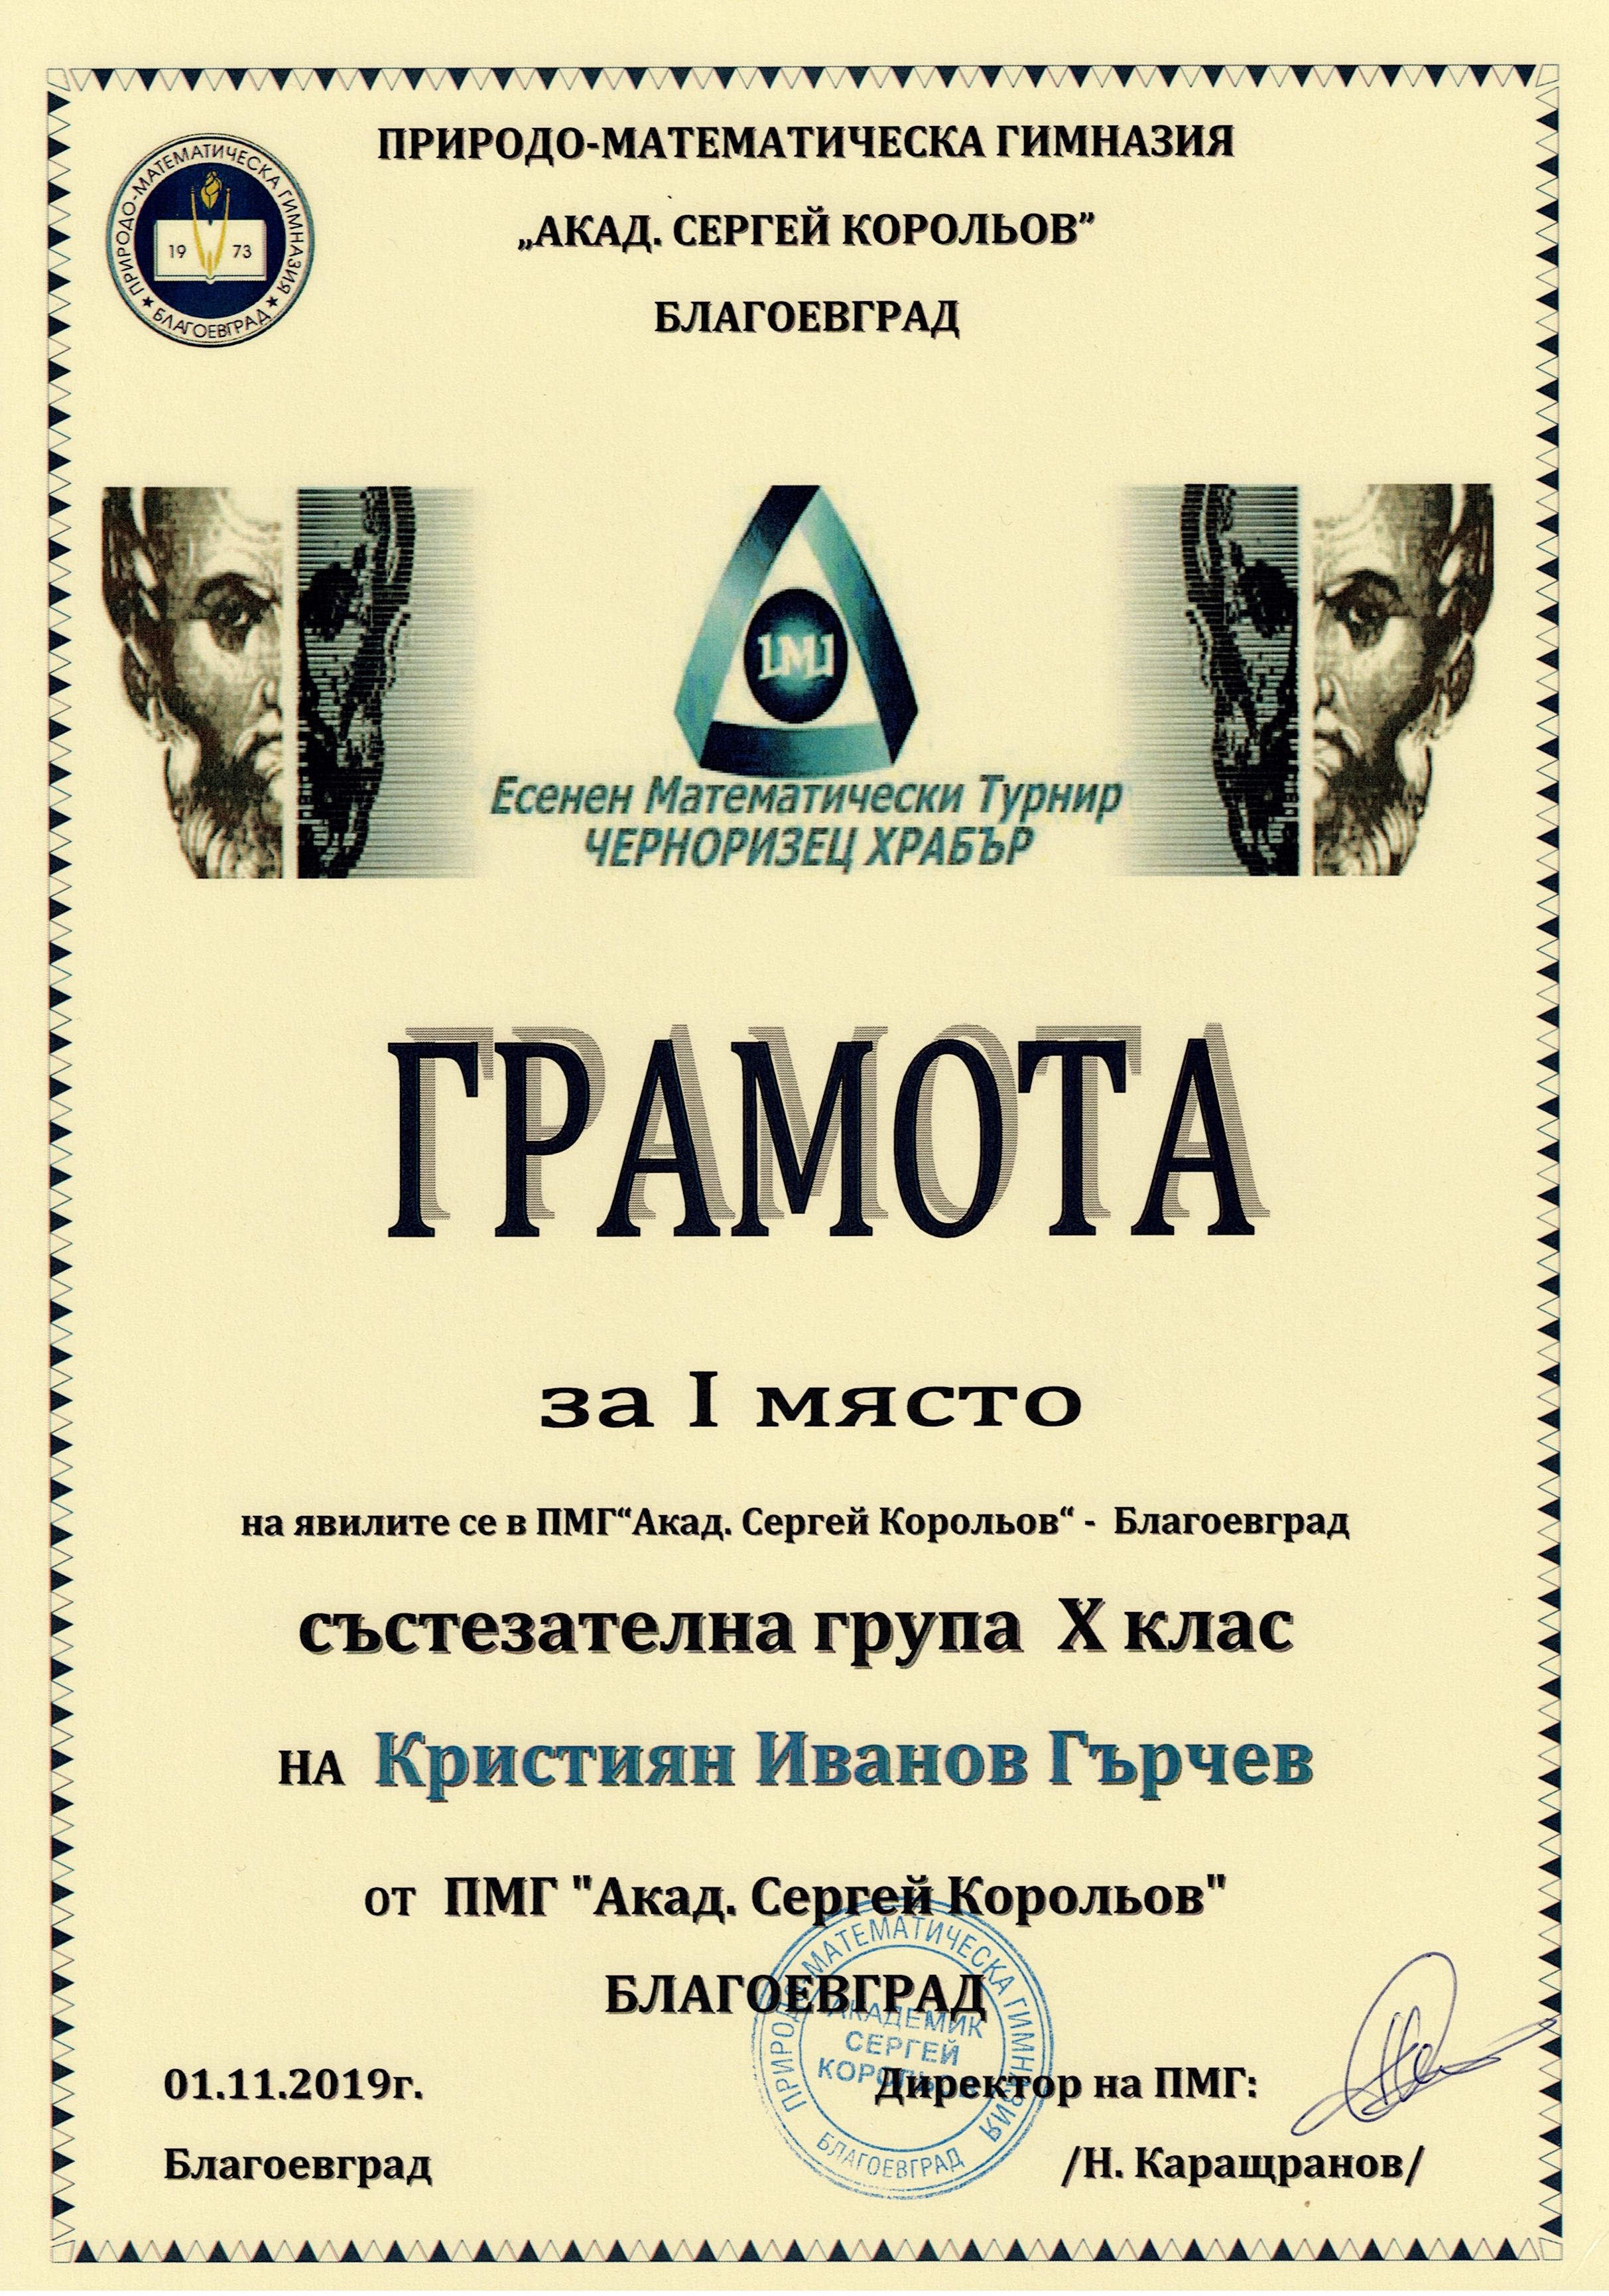 ПРИРОДО-МАТЕМАТИЧЕСКА ГИМНАЗИЯ
„АКАД. СЕРГЕЙ КОРОЛЬОВ”
БЛАГОЕВГРАД
ПРИРОДО-МАТЕМАТИЧЕСКА ГИМНАЗИЯ
19 73
★ БЛАГОЕВГРАД ★
Есенен Математически Турнир
ЧЕРНОРИЗЕЦ ХРАБЪР
ГРАМОТА
за I място
на явилите се в ПМГ“Акад. Сергей Корольов“ - Благоевград
състезателна група X клас
НА Кристиян Иванов Гърчев
от ПМГ "Акад. Сергей Корольов"
БЛАГОЕВГРАД
ПРИРОДО-МАТЕМАТИЧЕСКА ГИМНАЗИЯ
АКАДЕМИК
СЕРГЕЙ
КОРОЛЬОВ
БЛАГОЕВГРАД
01.11.2019г. Директор на ПМГ:
Благоевград /Н. Каращранов/